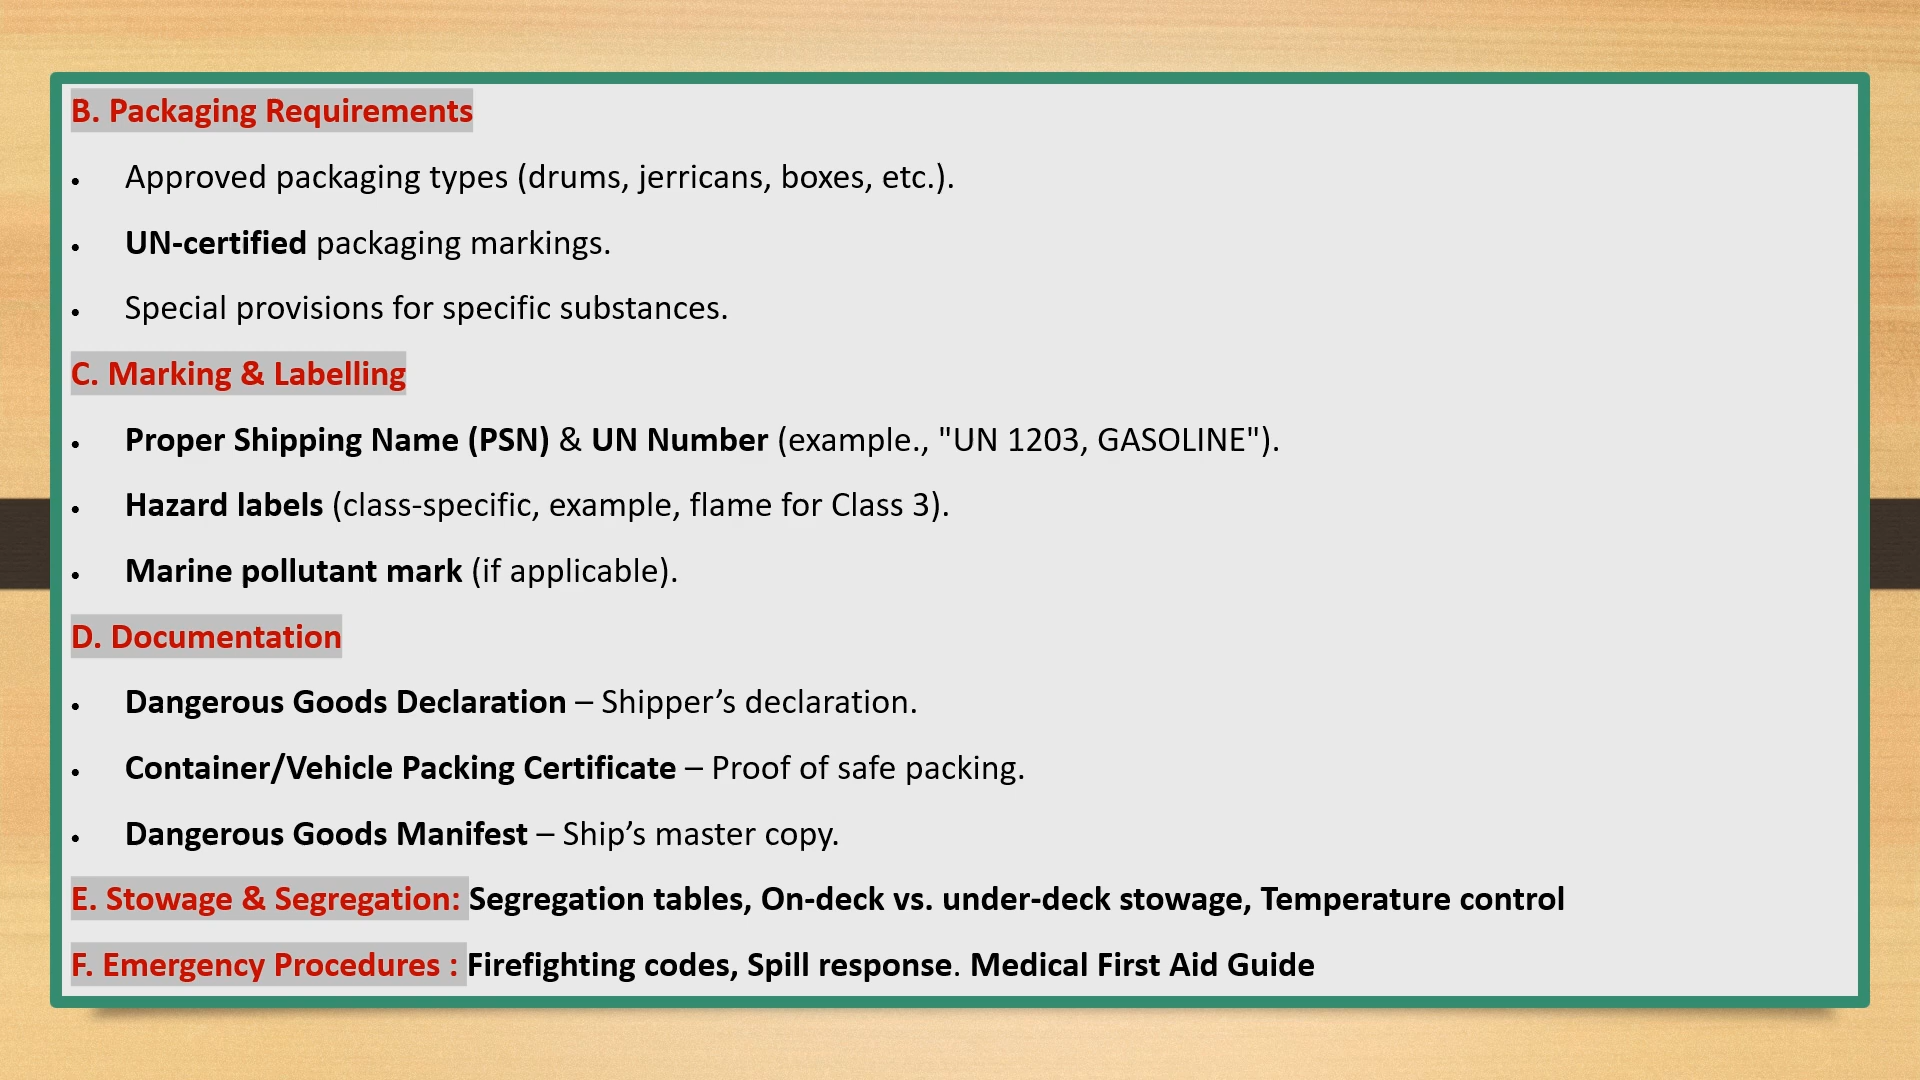 B. Packaging Requirements
• Approved packaging types (drums, jerricans, boxes, etc.).
• UN-certified packaging markings.
• Special provisions for specific substances.
C. Marking & Labelling
• Proper Shipping Name (PSN) & UN Number (example., "UN 1203, GASOLINE").
• Hazard labels (class-specific, example, flame for Class 3).
• Marine pollutant mark (if applicable).
D. Documentation
• Dangerous Goods Declaration – Shipper’s declaration.
• Container/Vehicle Packing Certificate – Proof of safe packing.
• Dangerous Goods Manifest – Ship’s master copy.
E. Stowage & Segregation: Segregation tables, On-deck vs. under-deck stowage, Temperature control
F. Emergency Procedures : Firefighting codes, Spill response. Medical First Aid Guide